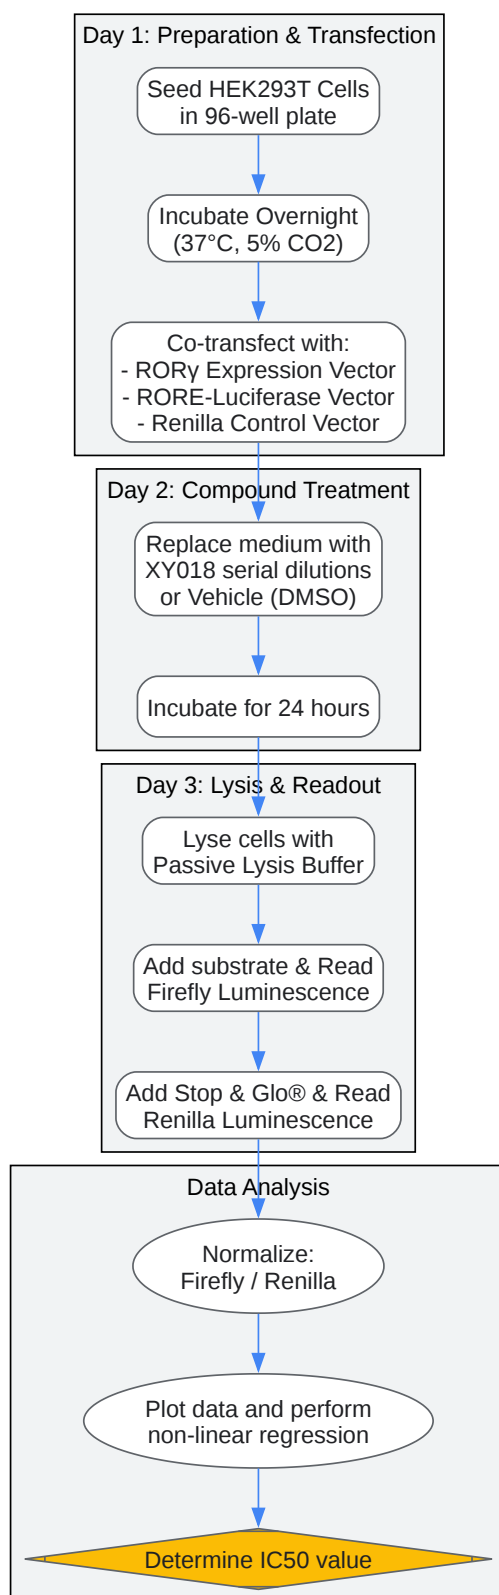 Day 1: Preparation & Transfection
Seed HEK293T Cells
in 96-well plate
Incubate Overnight
(37°C, 5% CO2)
Co-transfect with:
- RORγ Expression Vector
- RORE-Luciferase Vector
- Renilla Control Vector
Day 2: Compound Treatment
Replace medium with
XY018 serial dilutions
or Vehicle (DMSO)
Incubate for 24 hours
Day 3: Lysis & Readout
Lyse cells with
Passive Lysis Buffer
Add substrate & Read
Firefly Luminescence
Add Stop & Glo® & Read
Renilla Luminescence
Data Analysis
Normalize:
Firefly / Renilla
Plot data and perform
non-linear regression
Determine IC50 value